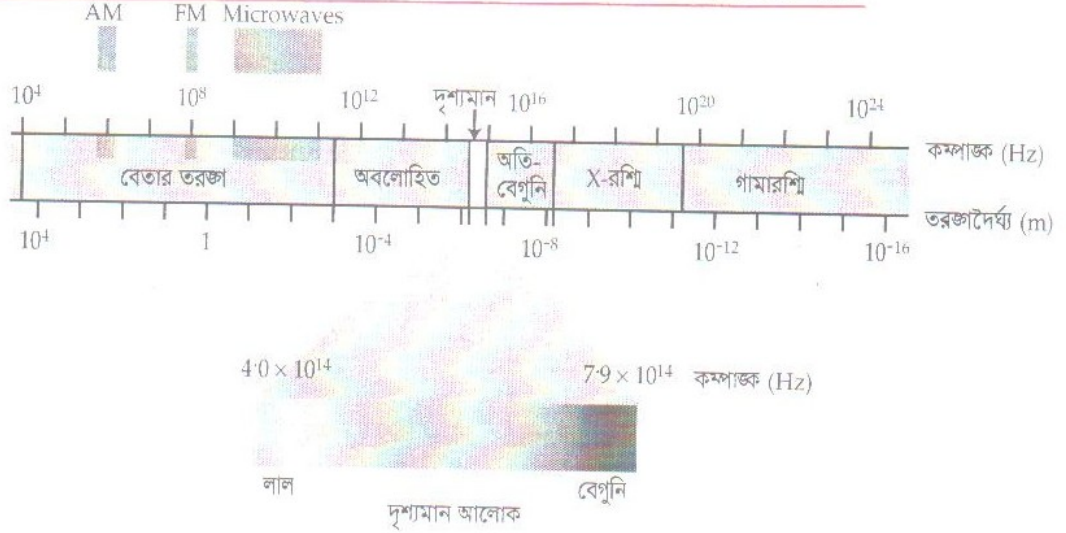 AM FM Microwaves
10⁴ 10⁸ 10¹² দৃশ্যমান 10¹⁶ 10²⁰ 10²⁴
কম্পাঙ্ক (Hz)
বেতার তরঙ্গ অবলোহিত অতি-বেগুনি X-রশ্মি গামারশ্মি
তরঙ্গদৈর্ঘ্য (m)
10⁴ 1 10⁻⁴ 10⁻⁸ 10⁻¹² 10⁻¹⁶
4·0 × 10¹⁴ 7·9 × 10¹⁴ কম্পাঙ্ক (Hz)
লাল বেগুনি
দৃশ্যমান আলোক